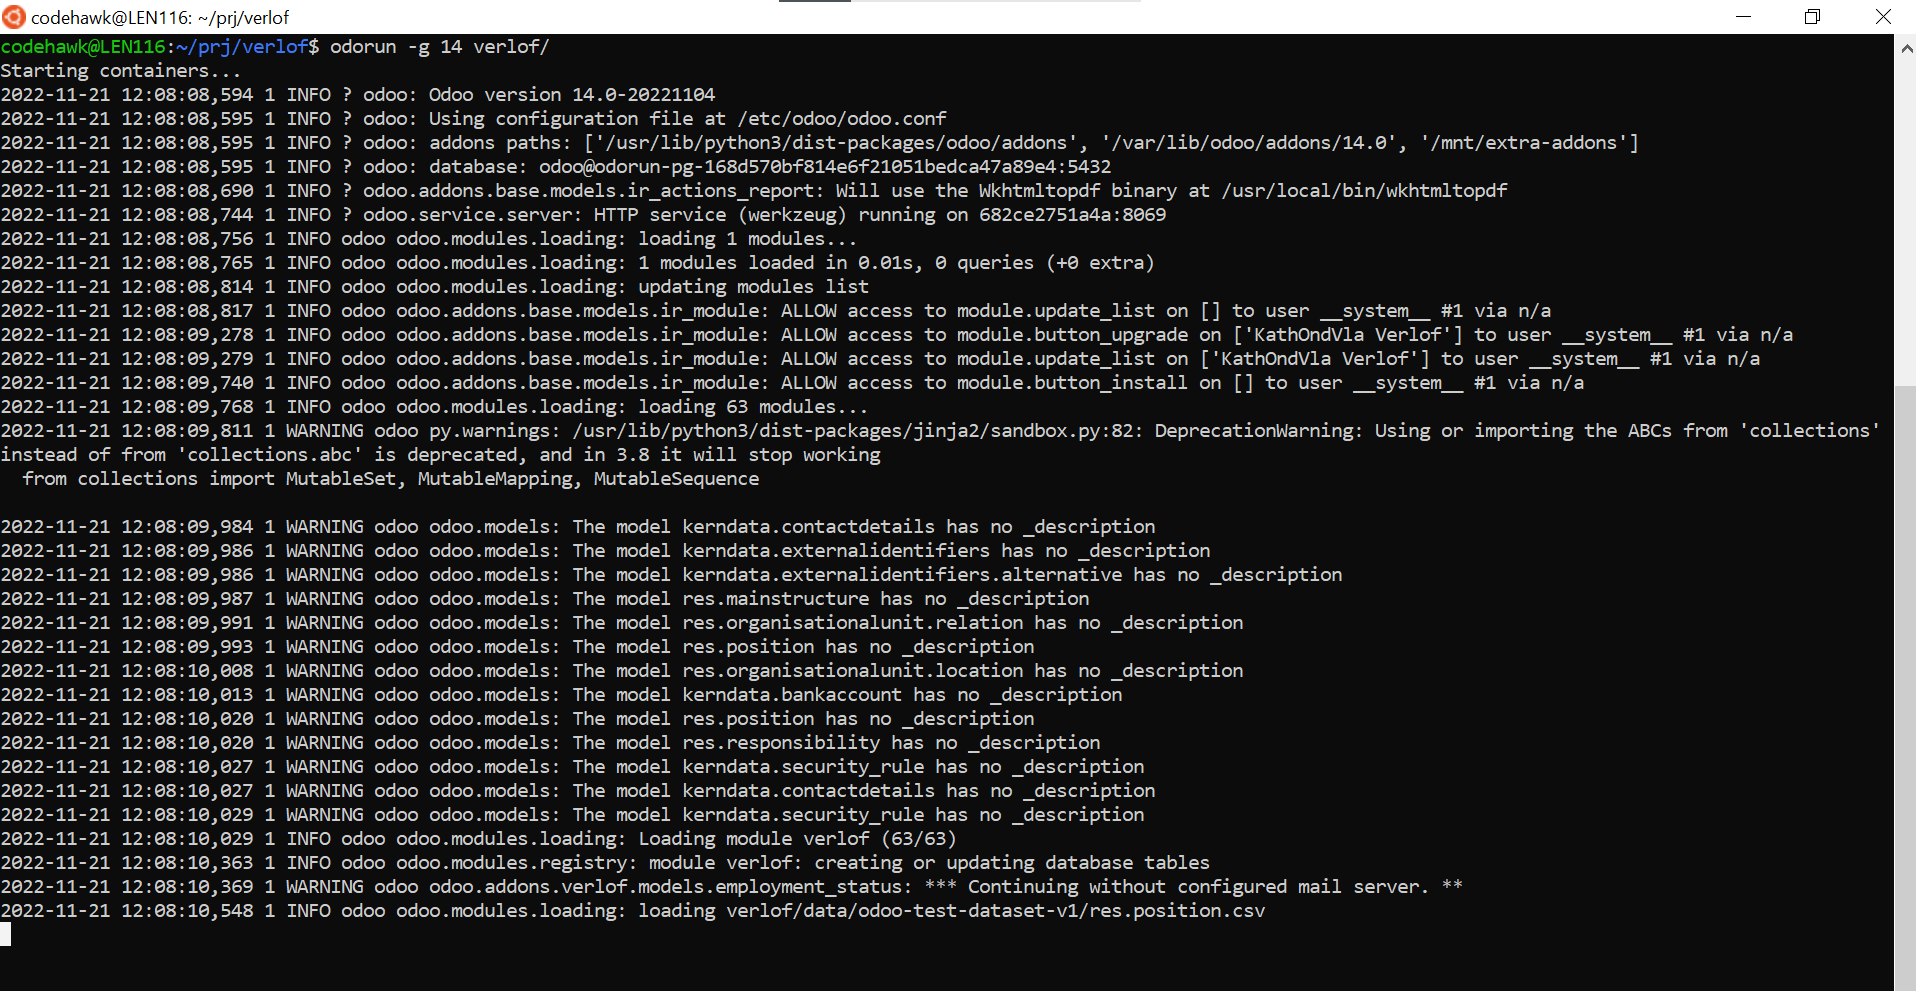 codehawk@LEN116: ~/prj/verlof
codehawk@LEN116:~/prj/verlof$ odorun -g 14 verlof/
Starting containers...
2022-11-21 12:08:08,594 1 INFO ? odoo: Odoo version 14.0-20221104
2022-11-21 12:08:08,595 1 INFO ? odoo: Using configuration file at /etc/odoo/odoo.conf
2022-11-21 12:08:08,595 1 INFO ? odoo: addons paths: ['/usr/lib/python3/dist-packages/odoo/addons', '/var/lib/odoo/addons/14.0', '/mnt/extra-addons']
2022-11-21 12:08:08,595 1 INFO ? odoo: database: odoo@odorun-pg-168d570bf814e6f21051bedca47a89e4:5432
2022-11-21 12:08:08,690 1 INFO ? odoo.addons.base.models.ir_actions_report: Will use the Wkhtmltopdf binary at /usr/local/bin/wkhtmltopdf
2022-11-21 12:08:08,744 1 INFO ? odoo.service.server: HTTP service (werkzeug) running on 682ce2751a4a:8069
2022-11-21 12:08:08,756 1 INFO odoo odoo.modules.loading: loading 1 modules...
2022-11-21 12:08:08,765 1 INFO odoo odoo.modules.loading: 1 modules loaded in 0.01s, 0 queries (+0 extra)
2022-11-21 12:08:08,814 1 INFO odoo odoo.modules.loading: updating modules list
2022-11-21 12:08:08,817 1 INFO odoo odoo.addons.base.models.ir_module: ALLOW access to module.update_list on [] to user __system__ #1 via n/a
2022-11-21 12:08:09,278 1 INFO odoo odoo.addons.base.models.ir_module: ALLOW access to module.button_upgrade on ['KathOndVla Verlof'] to user __system__ #1 via n/a
2022-11-21 12:08:09,279 1 INFO odoo odoo.addons.base.models.ir_module: ALLOW access to module.update_list on ['KathOndVla Verlof'] to user __system__ #1 via n/a
2022-11-21 12:08:09,740 1 INFO odoo odoo.addons.base.models.ir_module: ALLOW access to module.button_install on [] to user __system__ #1 via n/a
2022-11-21 12:08:09,768 1 INFO odoo odoo.modules.loading: loading 63 modules...
2022-11-21 12:08:09,811 1 WARNING odoo py.warnings: /usr/lib/python3/dist-packages/jinja2/sandbox.py:82: DeprecationWarning: Using or importing the ABCs from 'collections'
instead of from 'collections.abc' is deprecated, and in 3.8 it will stop working
  from collections import MutableSet, MutableMapping, MutableSequence
2022-11-21 12:08:09,984 1 WARNING odoo odoo.models: The model kerndata.contactdetails has no _description
2022-11-21 12:08:09,986 1 WARNING odoo odoo.models: The model kerndata.externalidentifiers has no _description
2022-11-21 12:08:09,986 1 WARNING odoo odoo.models: The model kerndata.externalidentifiers.alternative has no _description
2022-11-21 12:08:09,987 1 WARNING odoo odoo.models: The model res.mainstructure has no _description
2022-11-21 12:08:09,991 1 WARNING odoo odoo.models: The model res.organisationalunit.relation has no _description
2022-11-21 12:08:09,993 1 WARNING odoo odoo.models: The model res.position has no _description
2022-11-21 12:08:10,008 1 WARNING odoo odoo.models: The model res.organisationalunit.location has no _description
2022-11-21 12:08:10,013 1 WARNING odoo odoo.models: The model kerndata.bankaccount has no _description
2022-11-21 12:08:10,020 1 WARNING odoo odoo.models: The model res.position has no _description
2022-11-21 12:08:10,020 1 WARNING odoo odoo.models: The model res.responsibility has no _description
2022-11-21 12:08:10,027 1 WARNING odoo odoo.models: The model kerndata.security_rule has no _description
2022-11-21 12:08:10,027 1 WARNING odoo odoo.models: The model kerndata.contactdetails has no _description
2022-11-21 12:08:10,029 1 WARNING odoo odoo.models: The model kerndata.security_rule has no _description
2022-11-21 12:08:10,029 1 INFO odoo odoo.modules.loading: Loading module verlof (63/63)
2022-11-21 12:08:10,363 1 INFO odoo odoo.modules.registry: module verlof: creating or updating database tables
2022-11-21 12:08:10,369 1 WARNING odoo odoo.addons.verlof.models.employment_status: *** Continuing without configured mail server. **
2022-11-21 12:08:10,548 1 INFO odoo odoo.modules.loading: loading verlof/data/odoo-test-dataset-v1/res.position.csv